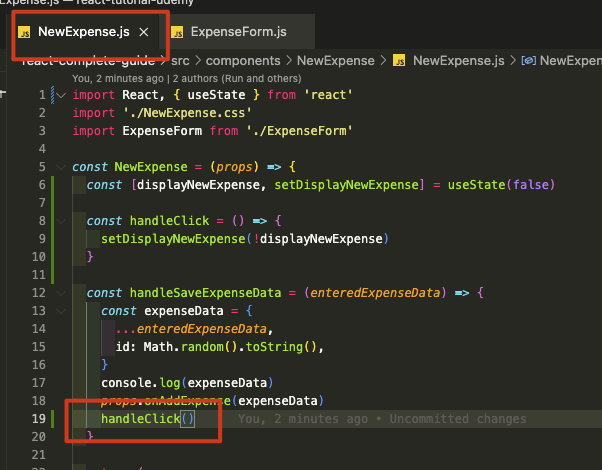 Expense.js — react-tutorial-udemy
JS NewExpense.js × JS ExpenseForm.js
react-complete-guide > src > components > NewExpense > JS NewExpense.js > NewExpen
You, 2 minutes ago | 2 authors (You and others)
1 import React, { useState } from 'react'
2 import './NewExpense.css'
3 import ExpenseForm from './ExpenseForm'
4
5 const NewExpense = (props) => {
6 const [displayNewExpense, setDisplayNewExpense] = useState(false)
7
8 const handleClick = () => {
9 setDisplayNewExpense(!displayNewExpense)
10 }
11
12 const handleSaveExpenseData = (enteredExpenseData) => {
13 const expenseData = {
14 ...enteredExpenseData,
15 id: Math.random().toString(),
16 }
17 console.log(expenseData)
18 props.onAddExpense(expenseData)
19 handleClick() You, 2 minutes ago • Uncommitted changes
20 }
21